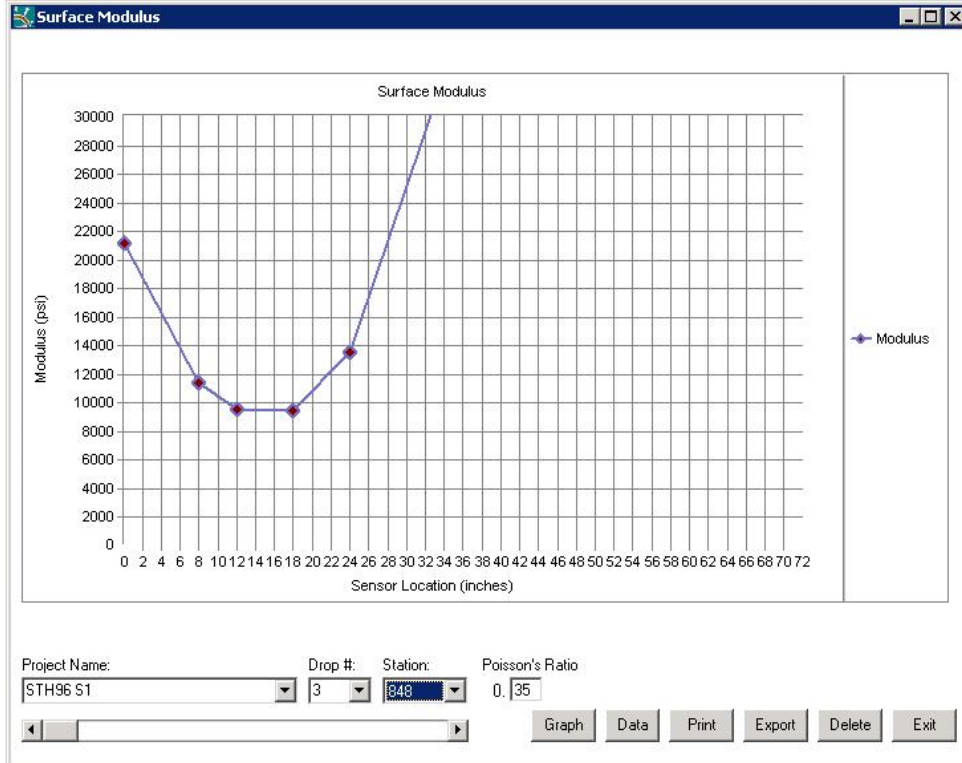 Surface Modulus
Surface Modulus
30000
28000
26000
24000
22000
20000
18000
16000
14000
12000
10000
8000
6000
4000
2000
0
Modulus (psi)
0 2 4 6 8 10 12 14 16 18 20 22 24 26 28 30 32 34 36 38 40 42 44 46 48 50 52 54 56 58 60 62 64 66 68 70 72
Sensor Location (inches)
Modulus
Project Name: Drop #: Station: Poisson's Ratio
STH96 S1 3 848 0. 35
Graph Data Print Export Delete Exit